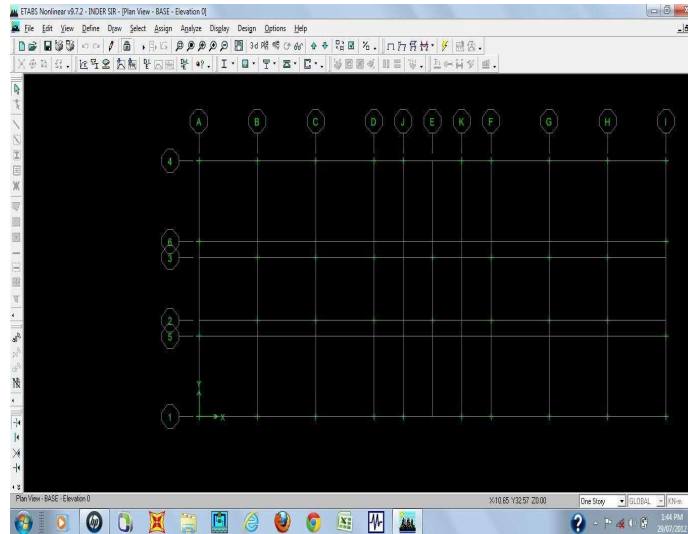 ETABS Nonlinear v9.7.2 - INDER SIR - [Plan View - BASE - Elevation 0]
File Edit View Define Draw Select Assign Analyze Display Design Options Help
3d
A B C D J E K F G H I
4
6
3
2
5
1
Y
X
Plan View - BASE - Elevation 0 X-10.65 Y32.57 Z0.00 One Story GLOBAL KN-m
1:44 PM
29/07/2012